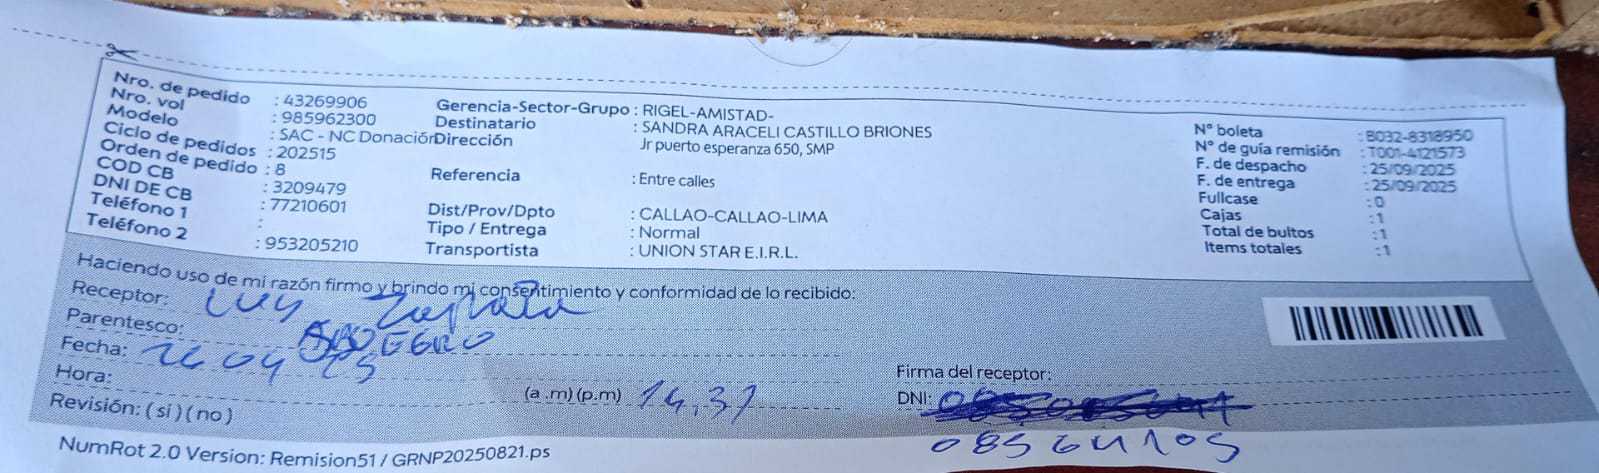 Nro. de pedido : 43269906
Nro. vol : 985962300
Modelo : SAC - NC Donación
Ciclo de pedidos : 202515
Orden de pedido : 8
COD CB : 3209479
DNI DE CB : 77210601
Teléfono 1 :
Teléfono 2 : 953205210
Gerencia-Sector-Grupo : RIGEL-AMISTAD-
Destinatario : SANDRA ARACELI CASTILLO BRIONES
Dirección Jr puerto esperanza 650, SMP
Referencia : Entre calles
Dist/Prov/Dpto : CALLAO-CALLAO-LIMA
Tipo / Entrega : Normal
Transportista : UNION STAR E.I.R.L.
N° boleta : B032-8318950
N° de guía remisión : T001-4121573
F. de despacho : 25/09/2025
F. de entrega : 25/09/2025
Fullcase : 0
Cajas : 1
Total de bultos : 1
Items totales : 1
Haciendo uso de mi razón firmo y brindo mi consentimiento y conformidad de lo recibido:
Receptor: Luy Zapata
Parentesco:
Fecha:
Hora: (a .m) (p.m) 14,31
Revisión: ( si ) ( no )
Firma del receptor:
DNI:
NumRot 2.0 Version: Remision51 / GRNP20250821.ps